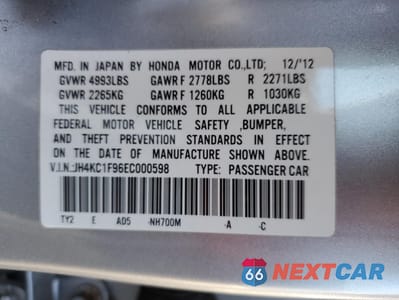 MFD. IN JAPAN BY HONDA MOTOR CO.,LTD; 12/'12
GVWR 4993LBS GAWR F 2778LBS R 2271LBS
GVWR 2265KG GAWR F 1260KG R 1030KG
THIS VEHICLE CONFORMS TO ALL APPLICABLE
FEDERAL MOTOR VEHICLE SAFETY ,BUMPER,
AND THEFT PREVENTION STANDARDS IN EFFECT
ON THE DATE OF MANUFACTURE SHOWN ABOVE.
V.I.N.:JH4KC1F96EC000598 TYPE: PASSENGER CAR
TY2 E AD5 -NH700M -A -C
66 NEXTCAR